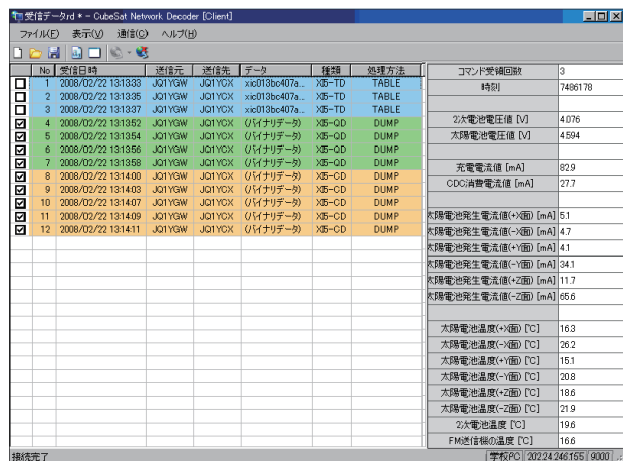 受信データrd * - CubeSat Network Decoder [Client]
ファイル(F) 表示(V) 通信(C) ヘルプ(H)
No 受信日時 送信元 送信先 データ 種類 処理方法
1 2008/02/22 13:13:33 JQ1YGW JQ1YCX xic013bc407a... XI5-TD TABLE
2 2008/02/22 13:13:35 JQ1YGW JQ1YCX xic013bc407a... XI5-TD TABLE
3 2008/02/22 13:13:37 JQ1YGW JQ1YCX xic013bc407a... XI5-TD TABLE
4 2008/02/22 13:13:52 JQ1YGW JQ1YCX (バイナリデータ) XI5-QD DUMP
5 2008/02/22 13:13:54 JQ1YGW JQ1YCX (バイナリデータ) XI5-QD DUMP
6 2008/02/22 13:13:56 JQ1YGW JQ1YCX (バイナリデータ) XI5-QD DUMP
7 2008/02/22 13:13:58 JQ1YGW JQ1YCX (バイナリデータ) XI5-QD DUMP
8 2008/02/22 13:14:00 JQ1YGW JQ1YCX (バイナリデータ) XI5-CD DUMP
9 2008/02/22 13:14:03 JQ1YGW JQ1YCX (バイナリデータ) XI5-CD DUMP
10 2008/02/22 13:14:07 JQ1YGW JQ1YCX (バイナリデータ) XI5-CD DUMP
11 2008/02/22 13:14:09 JQ1YGW JQ1YCX (バイナリデータ) XI5-CD DUMP
12 2008/02/22 13:14:11 JQ1YGW JQ1YCX (バイナリデータ) XI5-CD DUMP
コマンド受領回数 3
時刻 7486178
2次電池電圧値 [V] 4.076
太陽電池電圧値 [V] 4.594
充電電流値 [mA] 82.9
CDC消費電流値 [mA] 27.7
太陽電池発生電流値(+X面) [mA] 5.1
太陽電池発生電流値(-X面) [mA] 4.7
太陽電池発生電流値(+Y面) [mA] 4.1
太陽電池発生電流値(-Y面) [mA] 34.1
太陽電池発生電流値(+Z面) [mA] 11.7
太陽電池発生電流値(-Z面) [mA] 65.6
太陽電池温度(+X面) [℃] 16.3
太陽電池温度(-X面) [℃] 26.2
太陽電池温度(+Y面) [℃] 15.1
太陽電池温度(-Y面) [℃] 20.8
太陽電池温度(+Z面) [℃] 18.6
太陽電池温度(-Z面) [℃] 21.9
2次電池温度 [℃] 19.6
FM送信機の温度 [℃] 16.6
接続完了 学校PC 202.24.246.155 9000